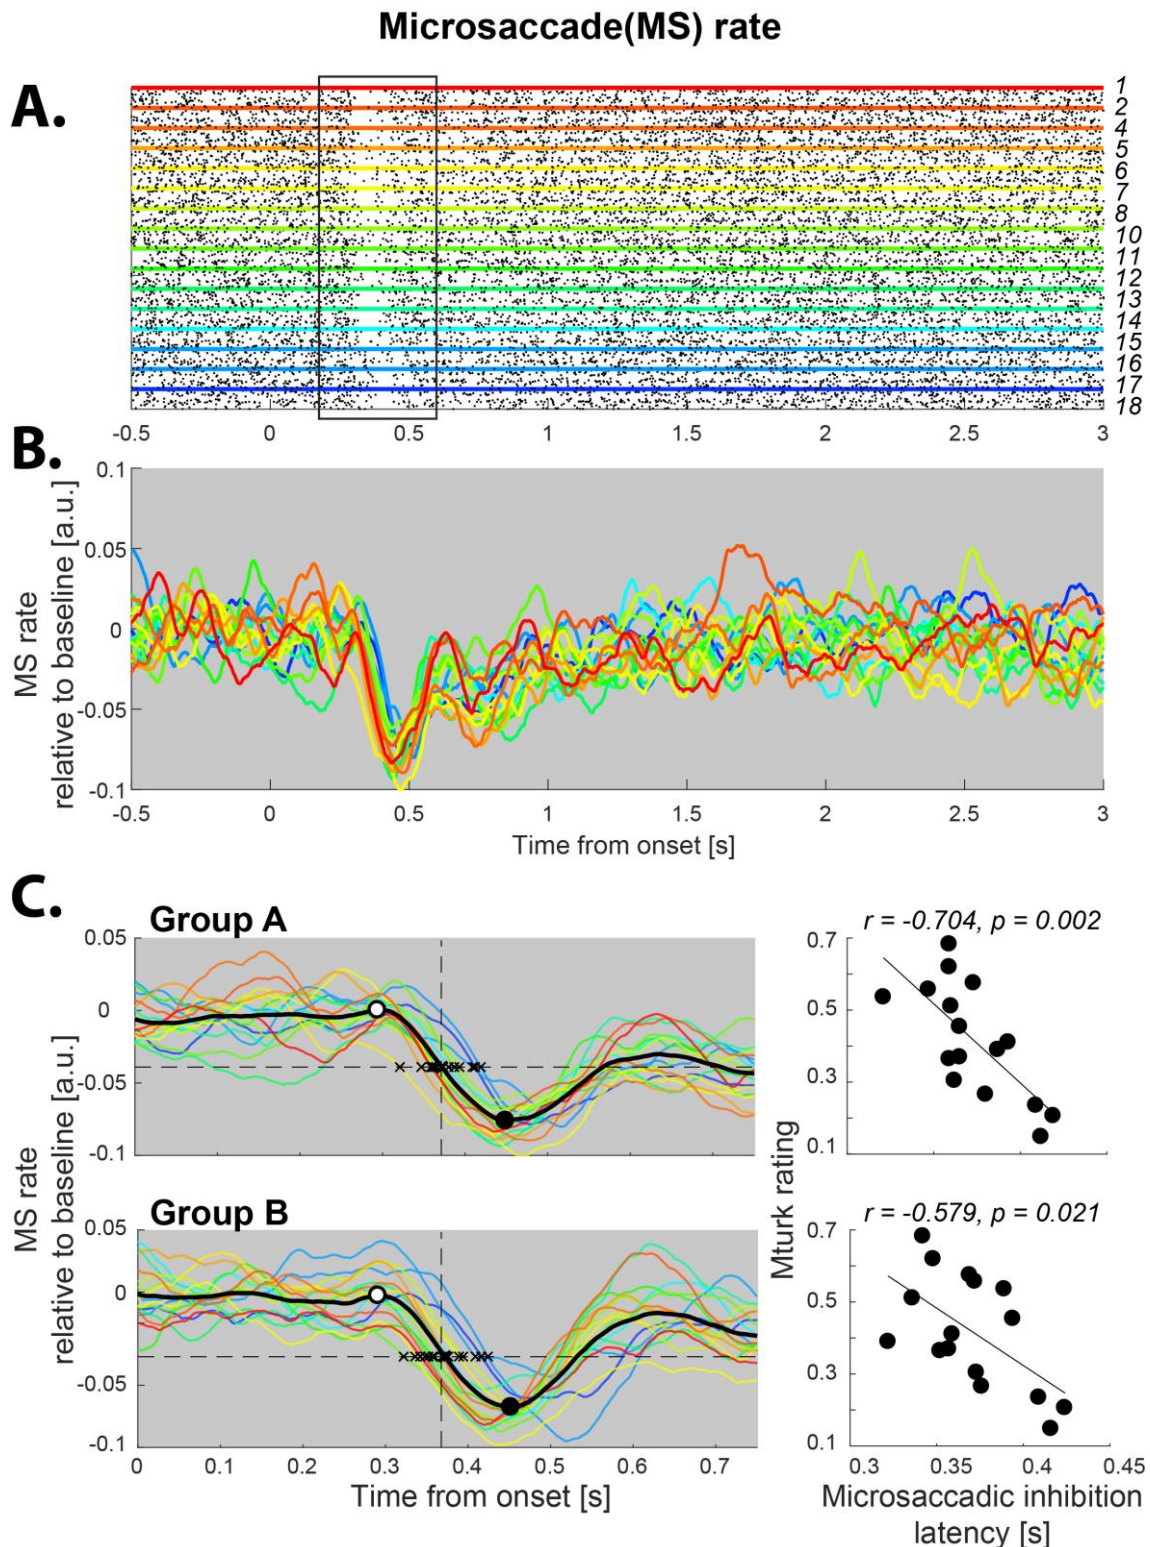 Microsaccade(MS) rate
A.
1
2
4
5
6
7
8
10
11
12
13
14
15
16
17
18
-0.5 0 0.5 1 1.5 2 2.5 3
B.
MS rate
relative to baseline [a.u.]
0.1
0.05
0
-0.05
-0.1
-0.5 0 0.5 1 1.5 2 2.5 3
Time from onset [s]
C.
MS rate
relative to baseline [a.u.]
Group A
0.05
0
-0.05
-0.1
r = -0.704, p = 0.002
0.7
0.5
0.3
0.1
Mturk rating
Group B
0.05
0
-0.05
-0.1
0 0.1 0.2 0.3 0.4 0.5 0.6 0.7
Time from onset [s]
r = -0.579, p = 0.021
0.7
0.5
0.3
0.1
0.3 0.35 0.4 0.45
Microsaccadic inhibition
latency [s]